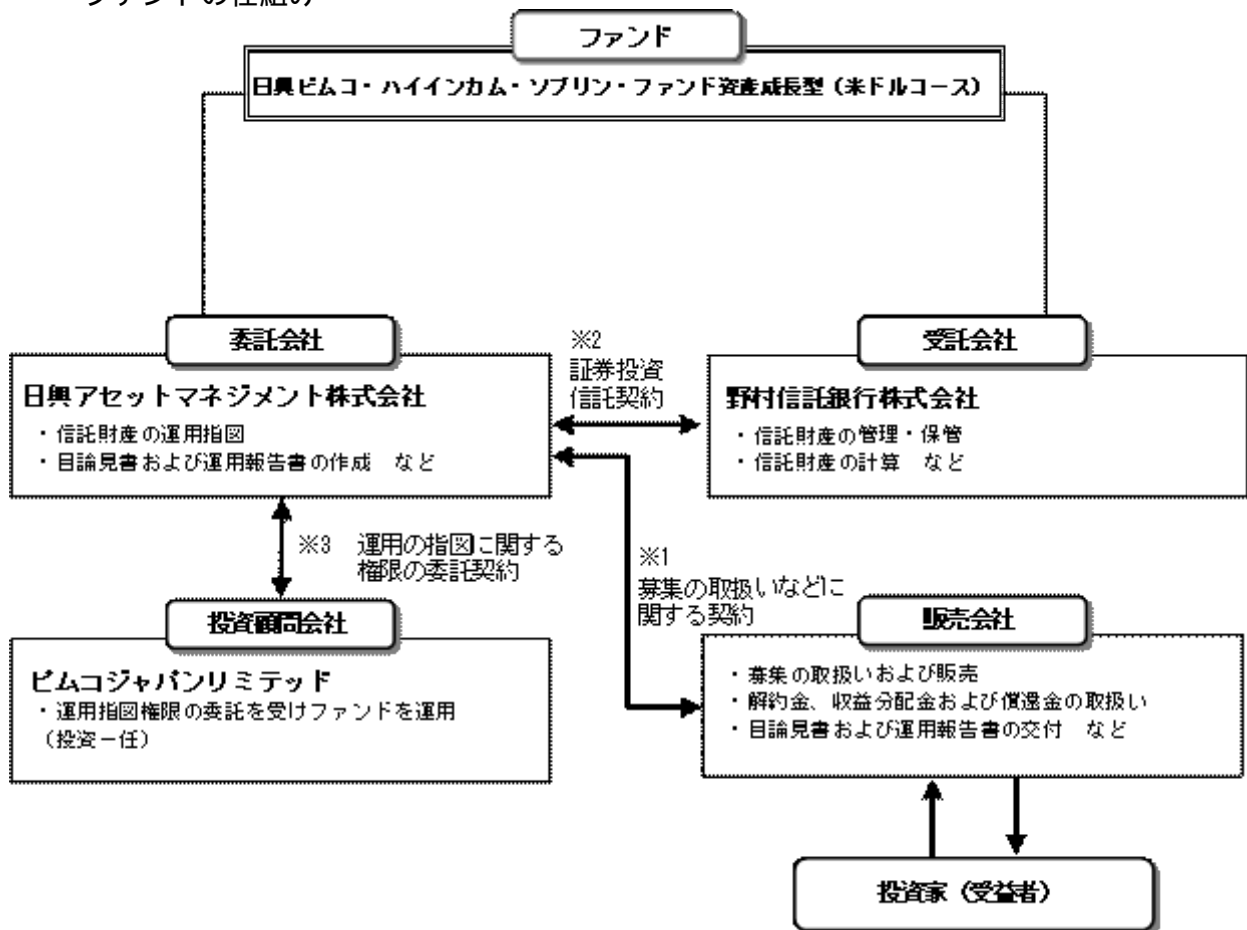 ファンドの仕組み
ファンド
日興ピムコ・ハイインカム・ソブリン・ファンド資産成長型（米ドルコース）
委託会社
日興アセットマネジメント株式会社
・信託財産の運用指図
・目論見書および運用報告書の作成　など
※2
証券投資
信託契約
受託会社
野村信託銀行株式会社
・信託財産の管理・保管
・信託財産の計算　など
※3　運用の指図に関する
権限の委託契約
※1
募集の取扱いなどに
関する契約
投資顧問会社
ピムコジャパンリミテッド
・運用指図権限の委託を受けファンドを運用
（投資一任）
販売会社
・募集の取扱いおよび販売
・解約金、収益分配金および償還金の取扱い
・目論見書および運用報告書の交付　など
投資家（受益者）